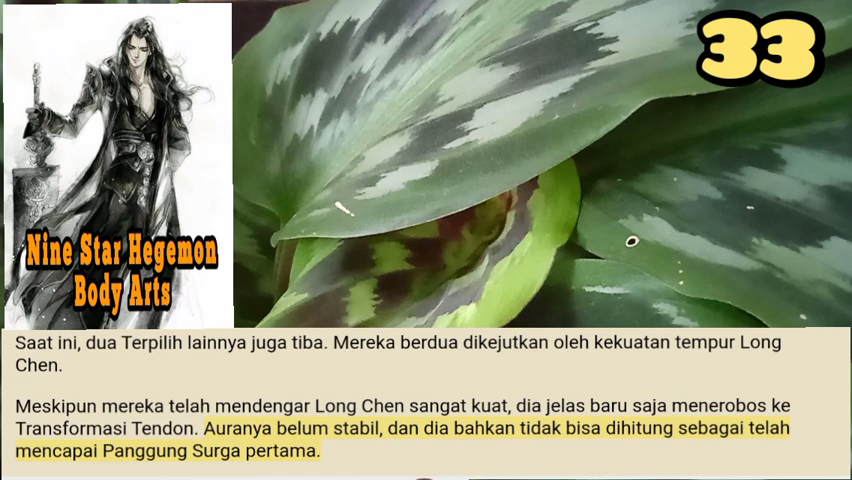 33
Nine Star Hegemon
Body Arts
Saat ini, dua Terpilih lainnya juga tiba. Mereka berdua dikejutkan oleh kekuatan tempur Long
Chen.
Meskipun mereka telah mendengar Long Chen sangat kuat, dia jelas baru saja menerobos ke
Transformasi Tendon. Auranya belum stabil, dan dia bahkan tidak bisa dihitung sebagai telah
mencapai Panggung Surga pertama.